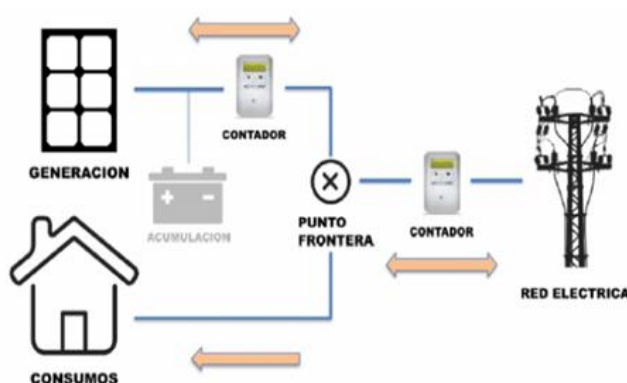 CONTADOR
GENERACION
ACUMULACION
PUNTO
FRONTERA
CONTADOR
RED ELECTRICA
CONSUMOS